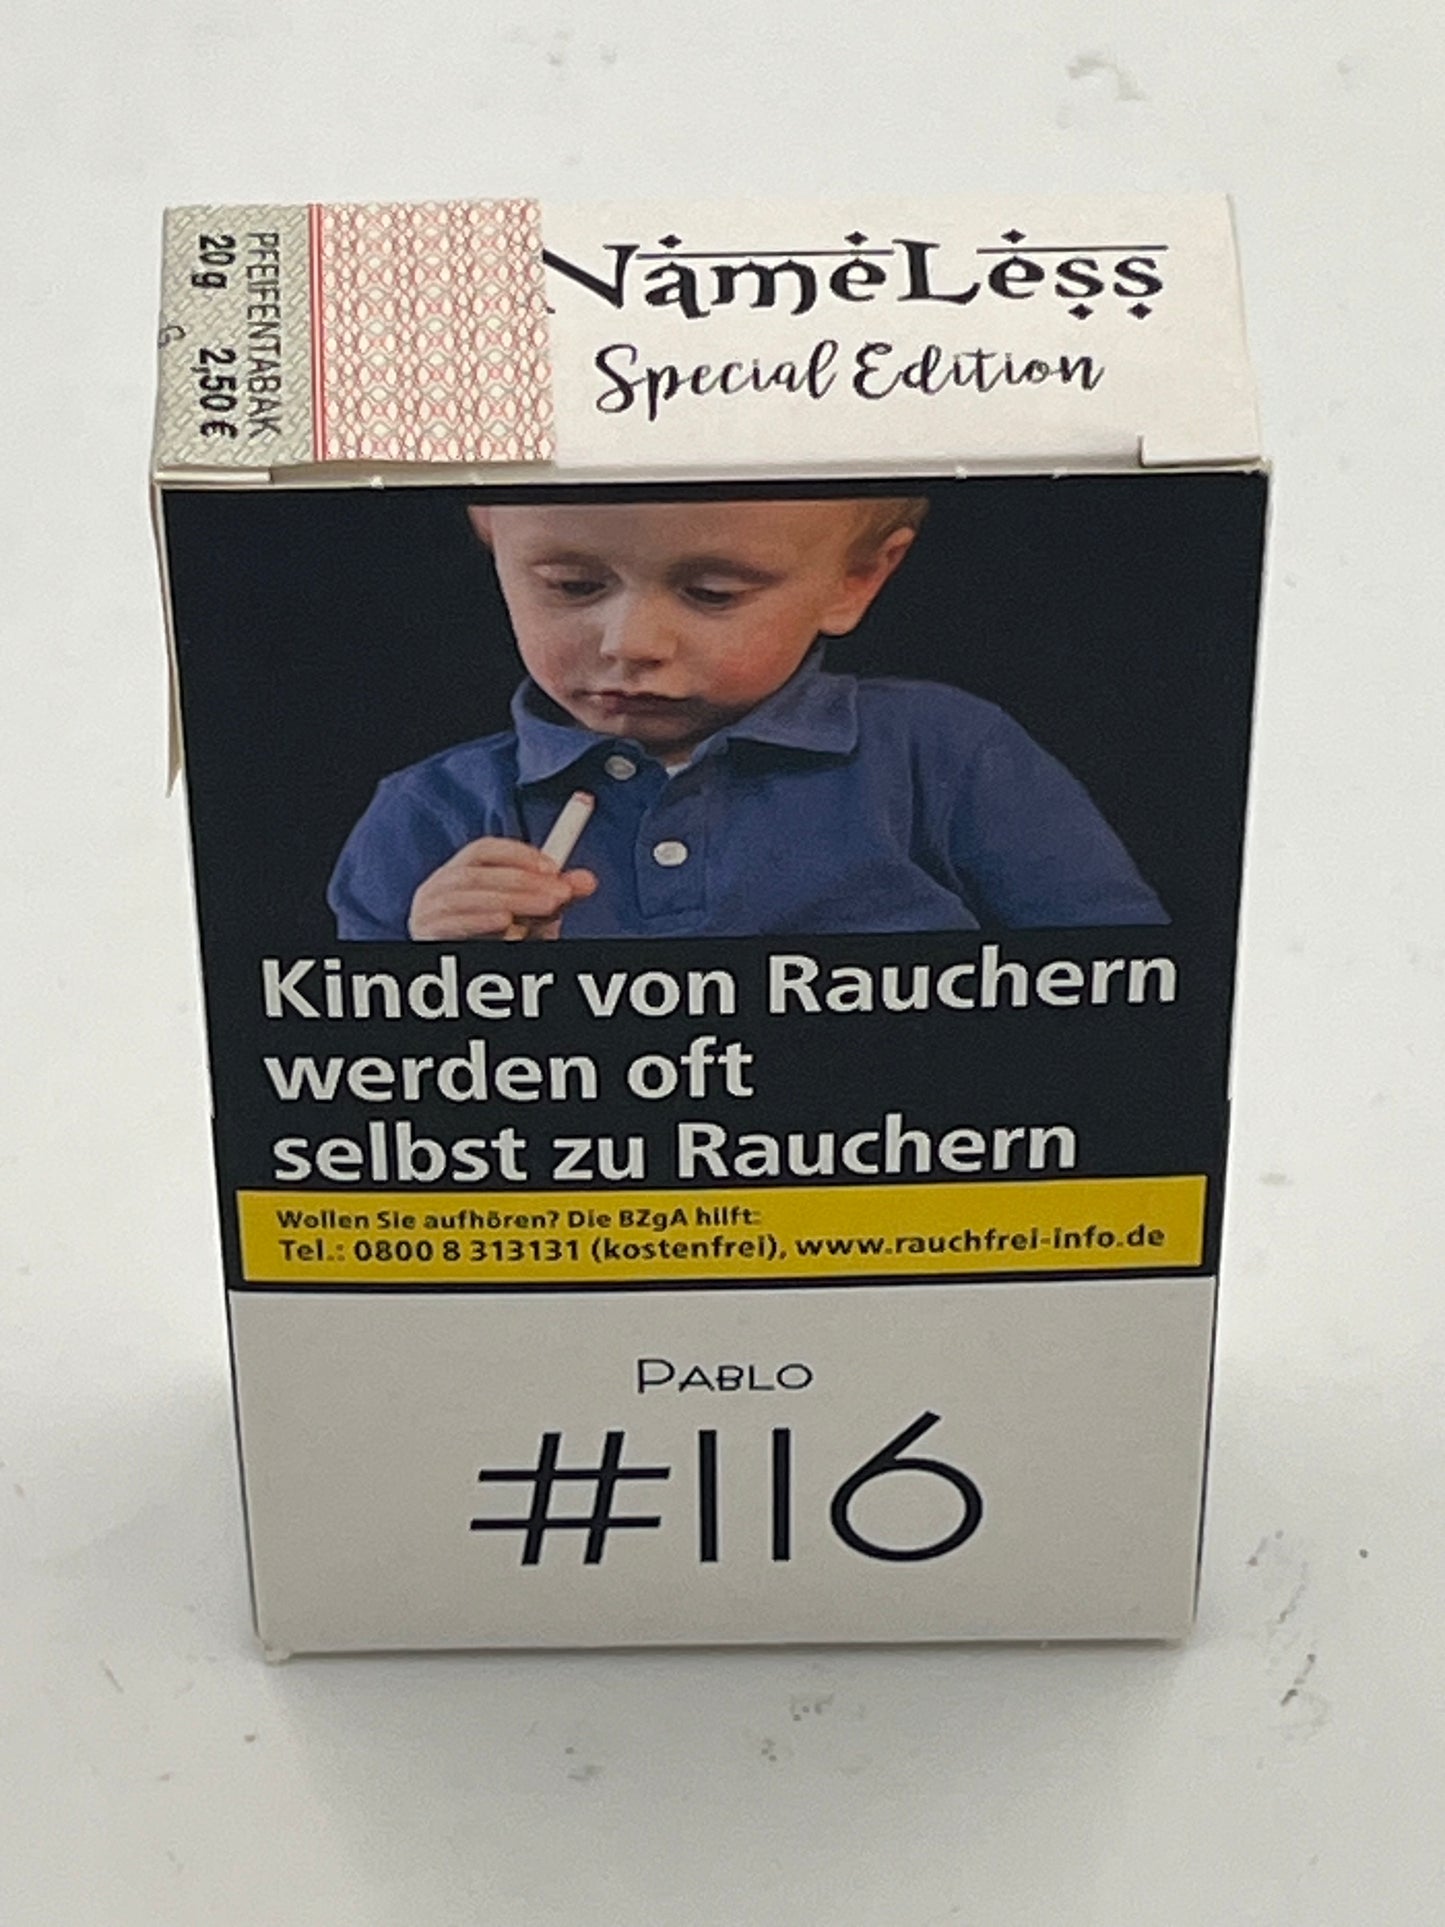 PFEIFENTABAK
20 g 2,50 €
NameLess
Special Edition
Kinder von Rauchern
werden oft
selbst zu Rauchern
Wollen Sie aufhören? Die BZgA hilft:
Tel.: 0800 8 313131 (kostenfrei), www.rauchfrei-info.de
PABLO
#116